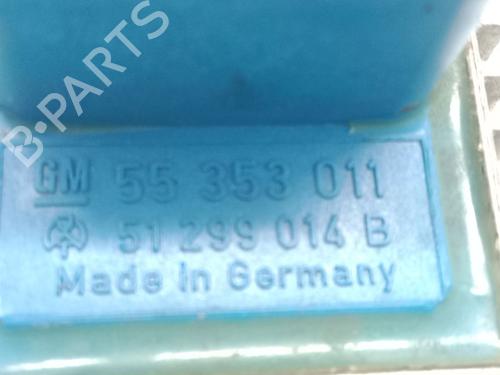 B-PARTS
GM 55 353 011
51 299 014 B
Made in Germany